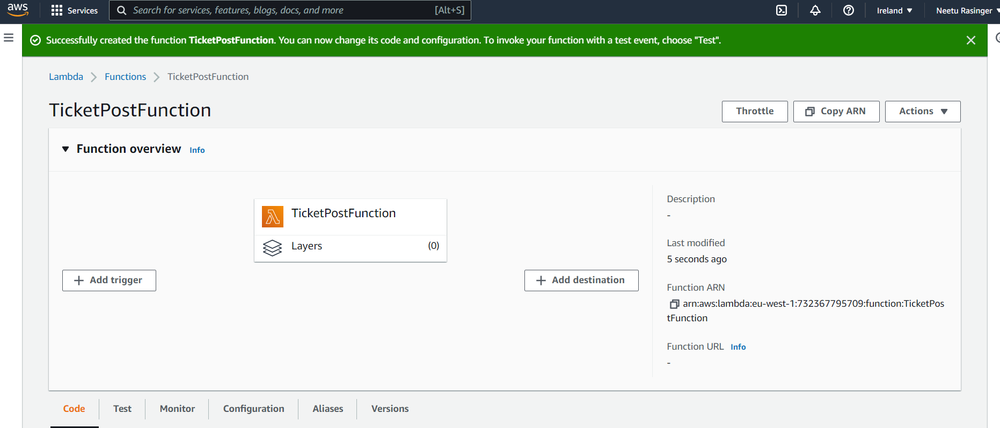 aws Services Search for services, features, blogs, docs, and more [Alt+S] Ireland ▼ Neetu Rasinger
Successfully created the function TicketPostFunction. You can now change its code and configuration. To invoke your function with a test event, choose "Test".
Lambda > Functions > TicketPostFunction
TicketPostFunction
Throttle Copy ARN Actions ▼
▼ Function overview Info
TicketPostFunction
Layers (0)
+ Add trigger
+ Add destination
Description
-
Last modified
5 seconds ago
Function ARN
arn:aws:lambda:eu-west-1:732367795709:function:TicketPos
tFunction
Function URL Info
-
Code Test Monitor Configuration Aliases Versions